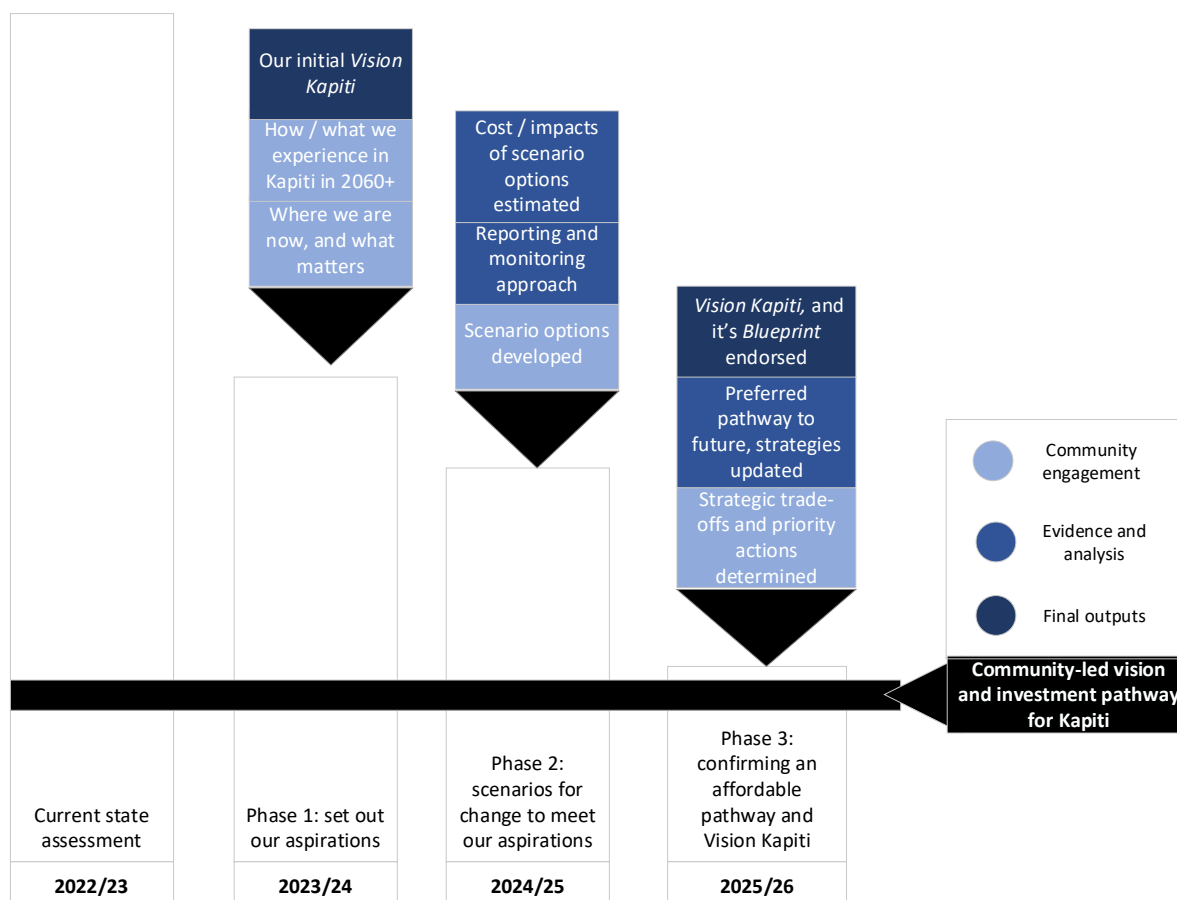 Our initial Vision
Kapiti
How / what we
experience in
Kapiti in 2060+
Where we are
now, and what
matters
Cost / impacts
of scenario
options
estimated
Reporting and
monitoring
approach
Scenario options
developed
Vision Kapiti, and
it’s Blueprint
endorsed
Preferred
pathway to
future, strategies
updated
Strategic trade-
offs and priority
actions
determined
Community
engagement
Evidence and
analysis
Final outputs
Community-led vision
and investment pathway
for Kapiti
Current state
assessment
2022/23
Phase 1: set out
our aspirations
2023/24
Phase 2:
scenarios for
change to meet
our aspirations
2024/25
Phase 3:
confirming an
affordable
pathway and
Vision Kapiti
2025/26